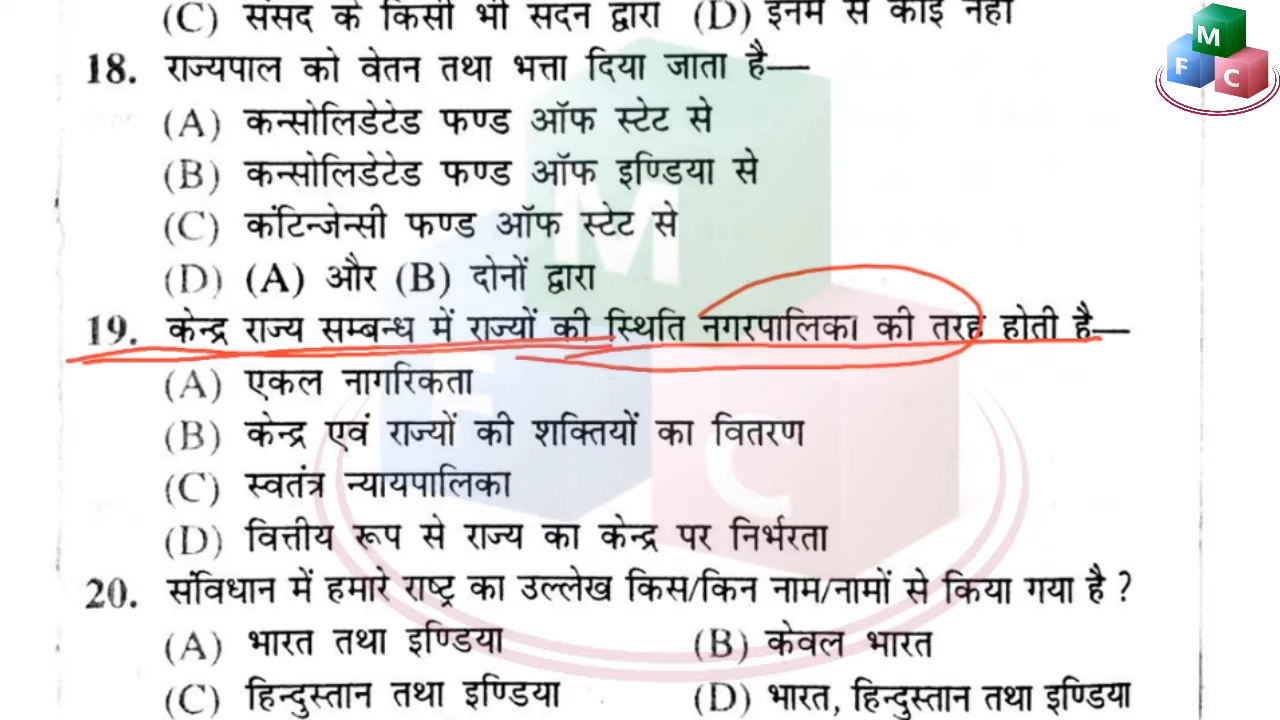 (C) संसद के किसी भी सदन द्वारा (D) इनमें से कोई नहीं
18. राज्यपाल को वेतन तथा भत्ता दिया जाता है—
(A) कन्सोलिडेटेड फण्ड ऑफ स्टेट से
(B) कन्सोलिडेटेड फण्ड ऑफ इण्डिया से
(C) कंटिन्जेन्सी फण्ड ऑफ स्टेट से
(D) (A) और (B) दोनों द्वारा
19. केन्द्र राज्य सम्बन्ध में राज्यों की स्थिति नगरपालिका की तरह होती है—
(A) एकल नागरिकता
(B) केन्द्र एवं राज्यों की शक्तियों का वितरण
(C) स्वतंत्र न्यायपालिका
(D) वित्तीय रूप से राज्य का केन्द्र पर निर्भरता
20. संविधान में हमारे राष्ट्र का उल्लेख किस/किन नाम/नामों से किया गया है ?
(A) भारत तथा इण्डिया (B) केवल भारत
(C) हिन्दुस्तान तथा इण्डिया (D) भारत, हिन्दुस्तान तथा इण्डिया
M
F C
M
F C